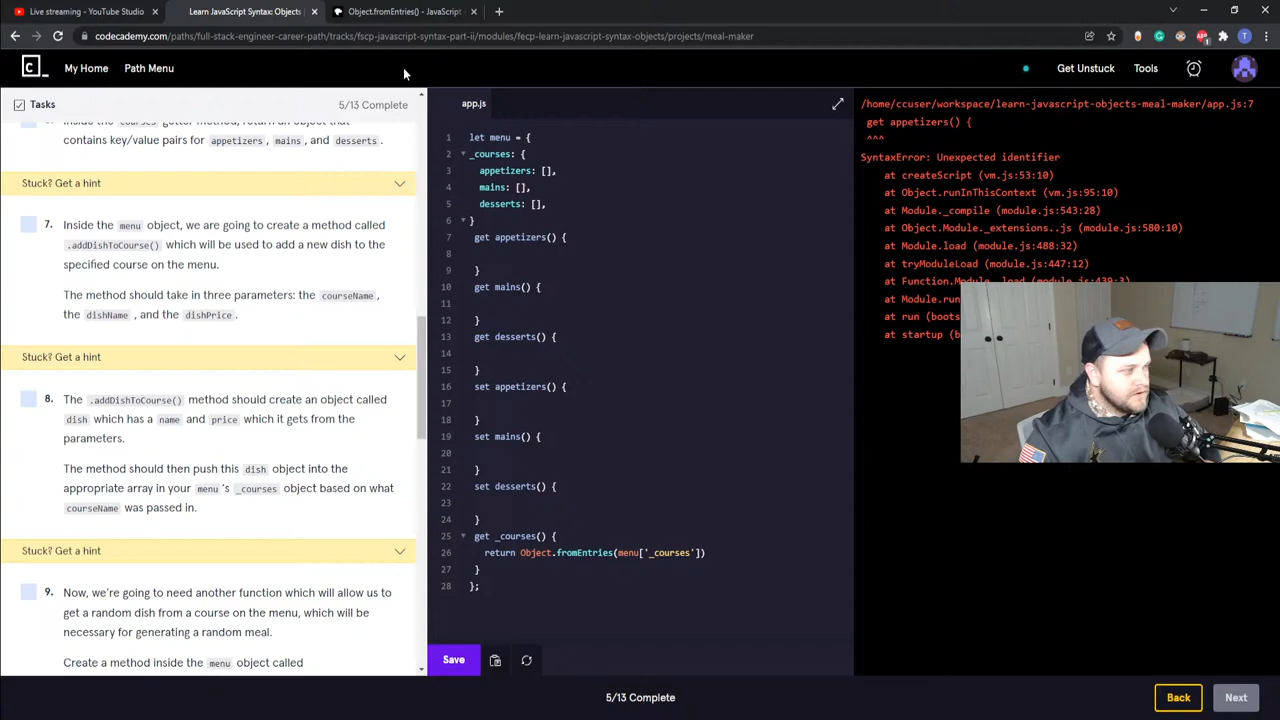 Live streaming - YouTube Studio
Learn JavaScript Syntax: Objects
Object.fromEntries() - JavaScript
codecademy.com/paths/full-stack-engineer-career-path/tracks/fscp-javascript-syntax-part-ii/modules/fecp-learn-javascript-syntax-objects/projects/meal-maker
My Home
Path Menu
Get Unstuck
Tools
Tasks
5/13 Complete
contains key/value pairs for appetizers, mains, and desserts.
Stuck? Get a hint
7. Inside the menu object, we are going to create a method called
.addDishToCourse() which will be used to add a new dish to the
specified course on the menu.
The method should take in three parameters: the courseName,
the dishName, and the dishPrice.
Stuck? Get a hint
8. The .addDishToCourse() method should create an object called
dish which has a name and price which it gets from the
parameters.
The method should then push this dish object into the
appropriate array in your menu's _courses object based on what
courseName was passed in.
Stuck? Get a hint
9. Now, we're going to need another function which will allow us to
get a random dish from a course on the menu, which will be
necessary for generating a random meal.
Create a method inside the menu object called
app.js
1 let menu = {
2 _courses: {
3 appetizers: [],
4 mains: [],
5 desserts: [],
6 }
7 get appetizers() {
8
9 }
10 get mains() {
11
12 }
13 get desserts() {
14
15 }
16 set appetizers() {
17
18 }
19 set mains() {
20
21 }
22 set desserts() {
23
24 }
25 get _courses() {
26 return Object.fromEntries(menu['_courses'])
27 }
28 };
Save
/home/ccuser/workspace/learn-javascript-objects-meal-maker/app.js:7
get appetizers() {
^^^
SyntaxError: Unexpected identifier
at createScript (vm.js:53:10)
at Object.runInThisContext (vm.js:95:10)
at Module._compile (module.js:543:28)
at Object.Module._extensions..js (module.js:580:10)
at Module.load (module.js:488:32)
at tryModuleLoad (module.js:447:12)
at Function.Module._load (module.js:439:3)
at Module.run
at run (boots
at startup (b
5/13 Complete
Back
Next